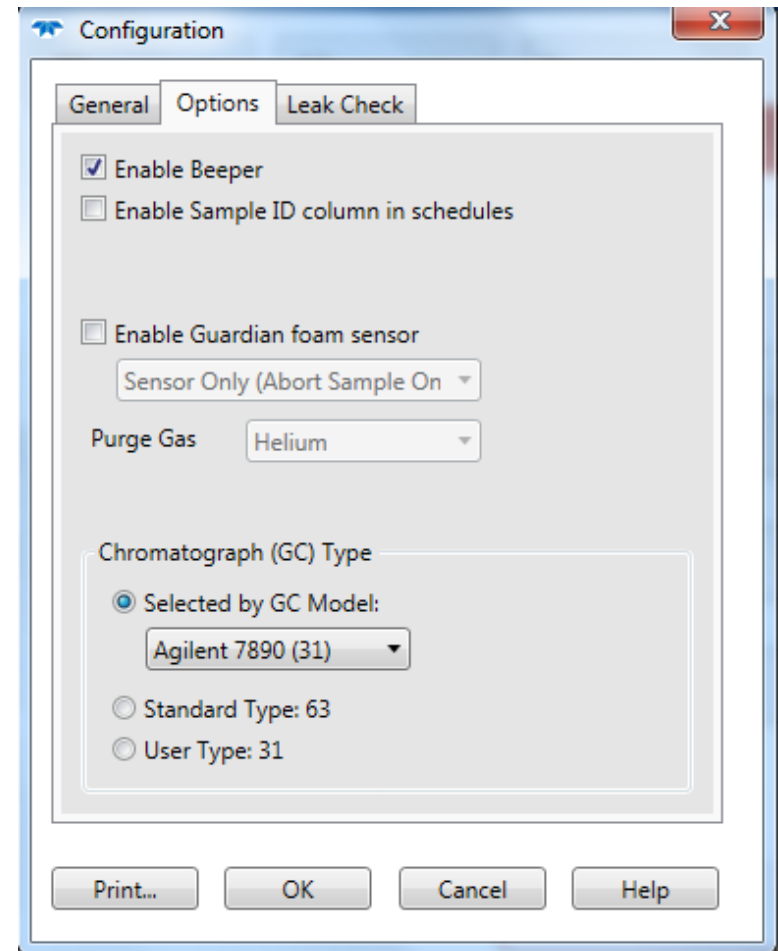 Configuration
General Options Leak Check
Enable Beeper
Enable Sample ID column in schedules
Enable Guardian foam sensor
Sensor Only (Abort Sample On
Purge Gas Helium
Chromatograph (GC) Type
Selected by GC Model:
Agilent 7890 (31)
Standard Type: 63
User Type: 31
Print... OK Cancel Help